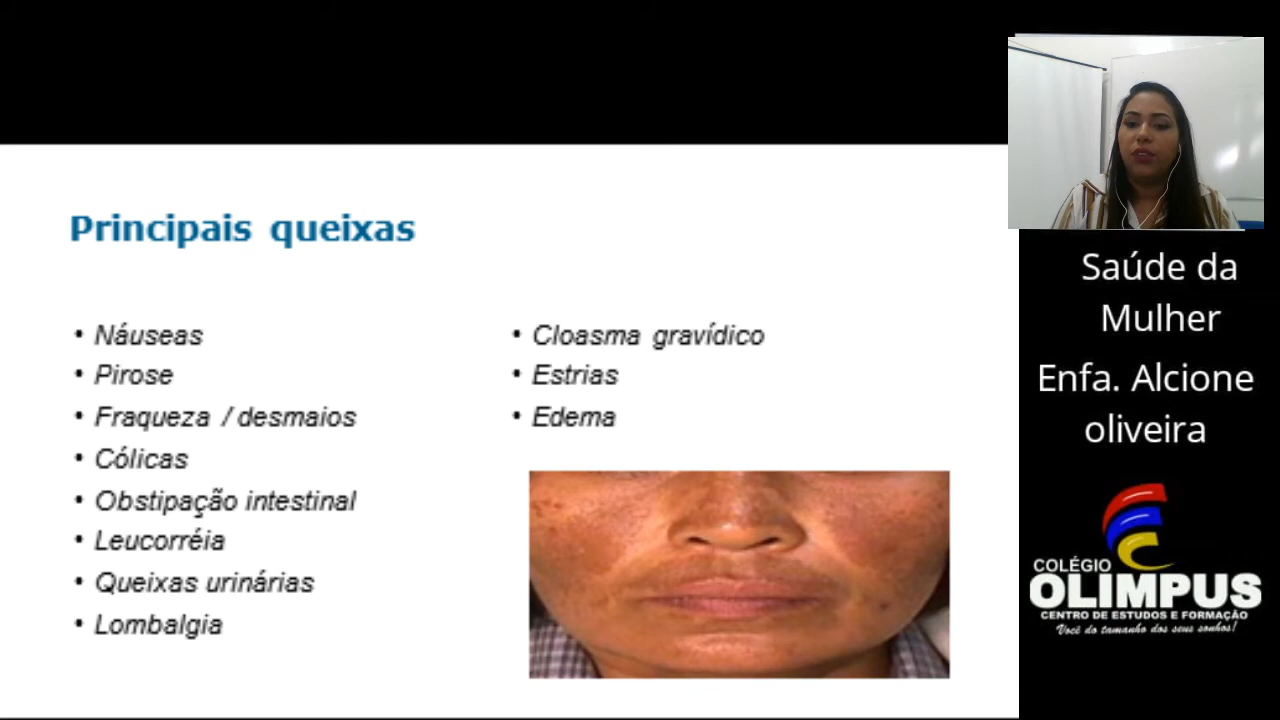 Principais queixas
• Náuseas
• Pirose
• Fraqueza / desmaios
• Cólicas
• Obstipação intestinal
• Leucorréia
• Queixas urinárias
• Lombalgia
• Cloasma gravídico
• Estrias
• Edema
Saúde da
Mulher
Enfa. Alcione
oliveira
COLÉGIO
OLIMPUS
CENTRO DE ESTUDOS E FORMAÇÃO
Você do tamanho dos seus sonhos!